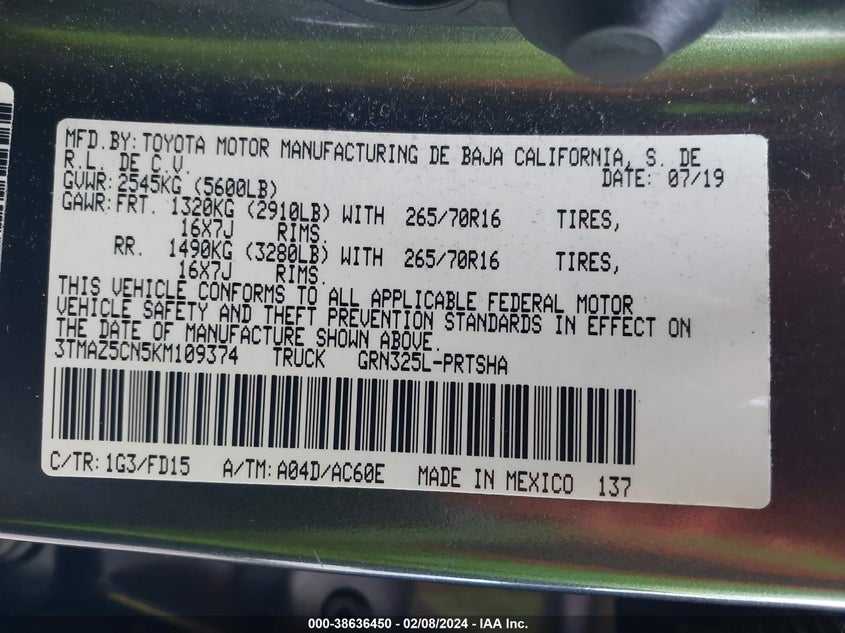 MFD.BY:TOYOTA MOTOR MANUFACTURING DE BAJA CALIFORNIA, S. DE
R.L. DE C.V.
DATE: 07/19
GVWR:2545KG (5600LB)
GAWR:FRT. 1320KG (2910LB) WITH 265/70R16 TIRES,
16X7J RIMS.
RR. 1490KG (3280LB) WITH 265/70R16 TIRES,
16X7J RIMS.
THIS VEHICLE CONFORMS TO ALL APPLICABLE FEDERAL MOTOR
VEHICLE SAFETY AND THEFT PREVENTION STANDARDS IN EFFECT ON
THE DATE OF MANUFACTURE SHOWN ABOVE.
3TMAZ5CN5KM109374 TRUCK GRN325L-PRTSHA
C/TR:1G3/FD15 A/TM:A04D/AC60E MADE IN MEXICO 137
000-38636450 - 02/08/2024 - IAA Inc.